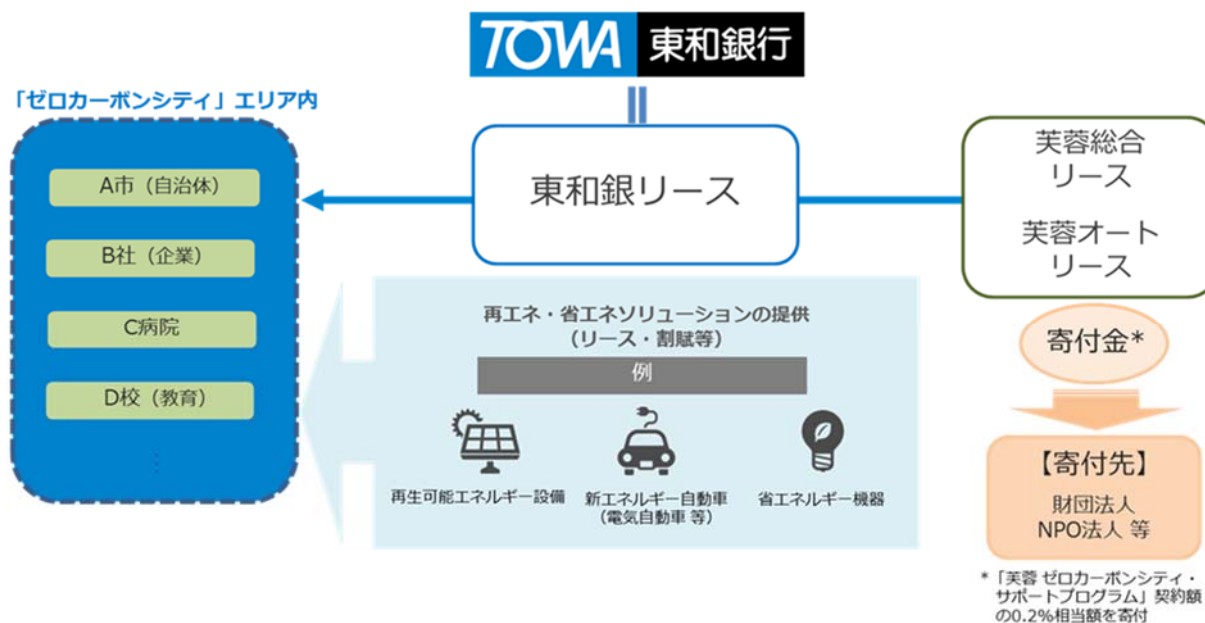 TOWA 東和銀行
「ゼロカーボンシティ」エリア内
A市（自治体）
B社（企業）
C病院
D校（教育）
⋮
東和銀リース
芙蓉総合
リース
芙蓉オート
リース
再エネ・省エネソリューションの提供
（リース・割賦等）
例
再生可能エネルギー設備
新エネルギー自動車
（電気自動車 等）
省エネルギー機器
寄付金*
【寄付先】
財団法人
NPO法人 等
*「芙蓉 ゼロカーボンシティ・
サポートプログラム」契約額
の0.2%相当額を寄付